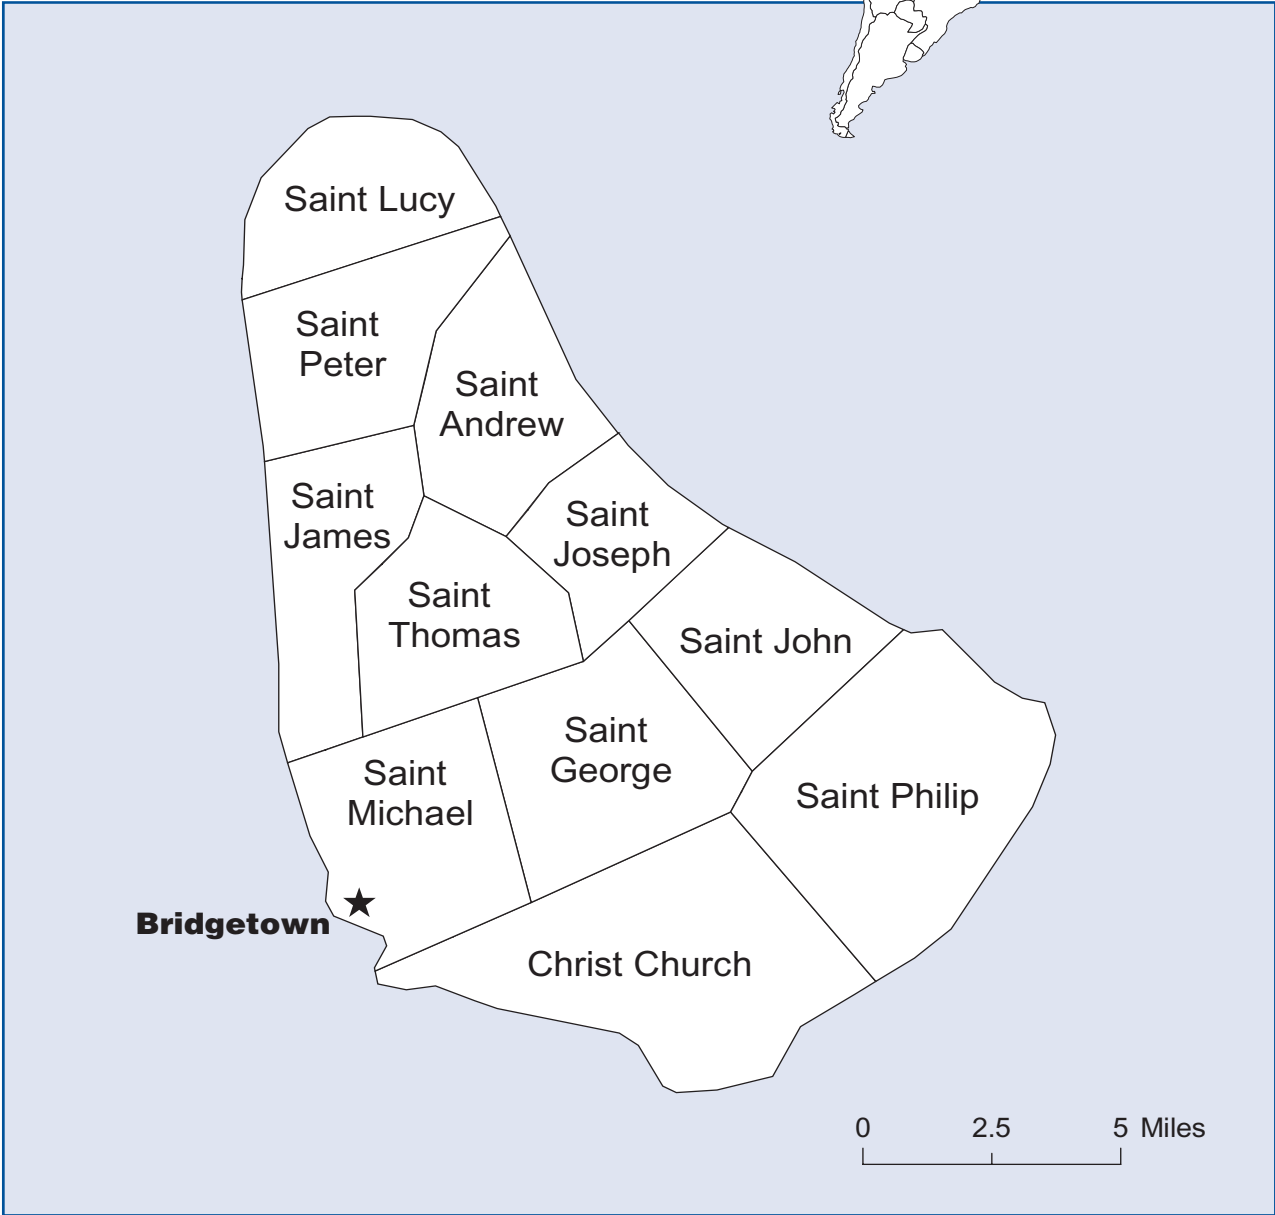 Saint Lucy
Saint
Peter
Saint
Andrew
Saint
James
Saint
Joseph
Saint
Thomas
Saint John
Saint
George
Saint
Michael
Saint Philip
Bridgetown
Christ Church
0 2.5 5 Miles